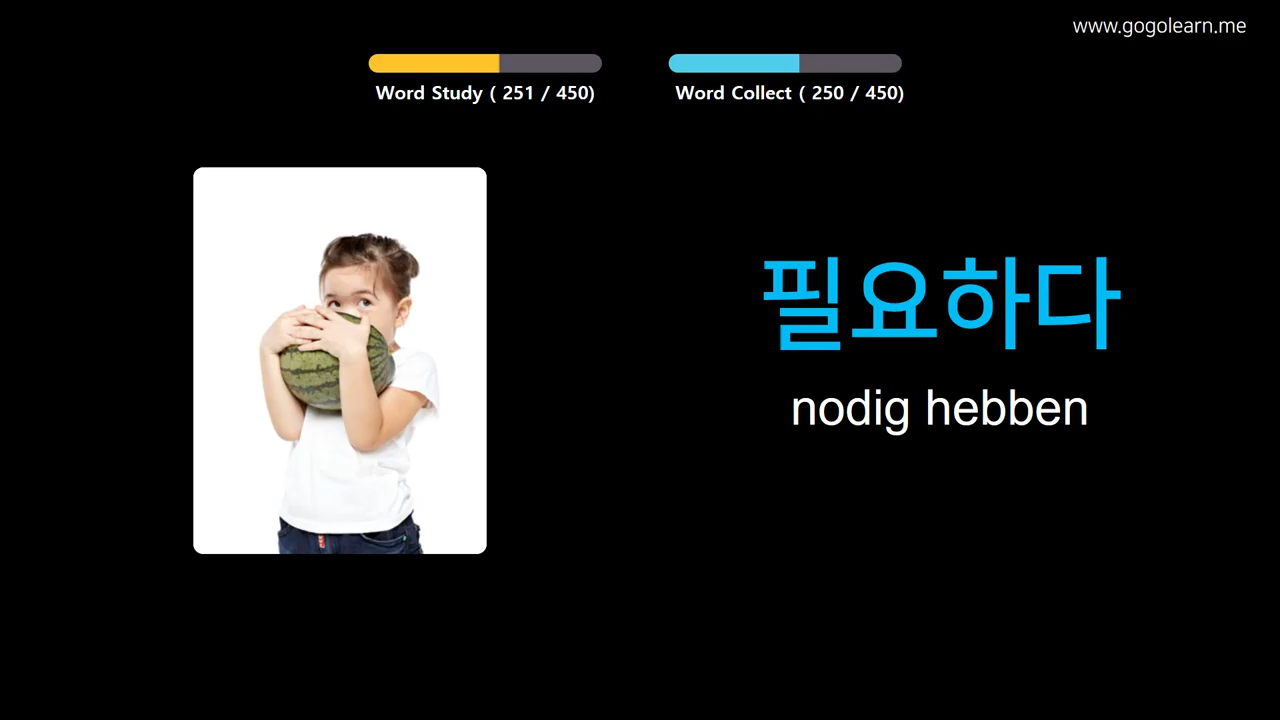 www.gogolearn.me
Word Study ( 251 / 450)
Word Collect ( 250 / 450)
필요하다
nodig hebben